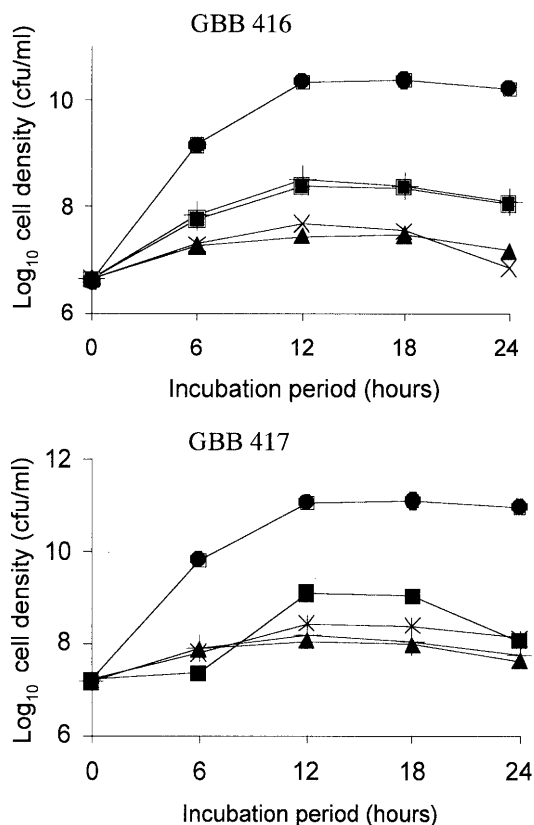 GBB 416
Log₁₀ cell density (cfu/ml)
10
8
6
0 6 12 18 24
Incubation period (hours)
GBB 417
Log₁₀ cell density (cfu/ml)
12
10
8
6
0 6 12 18 24
Incubation period (hours)